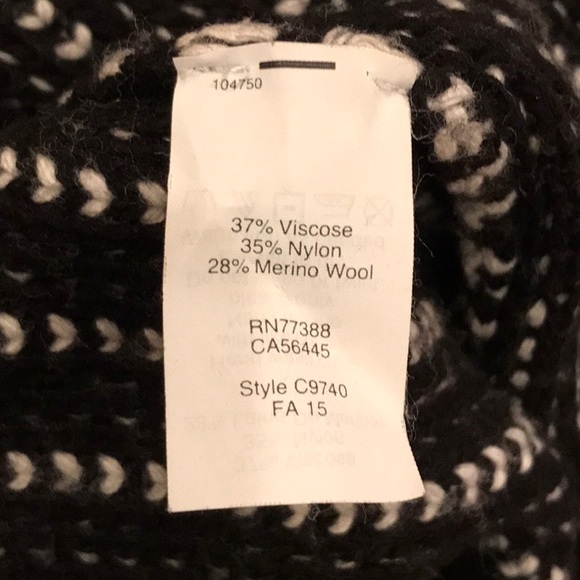 104750
37% Viscose
35% Nylon
28% Merino Wool
RN77388
CA56445
Style C9740
FA 15